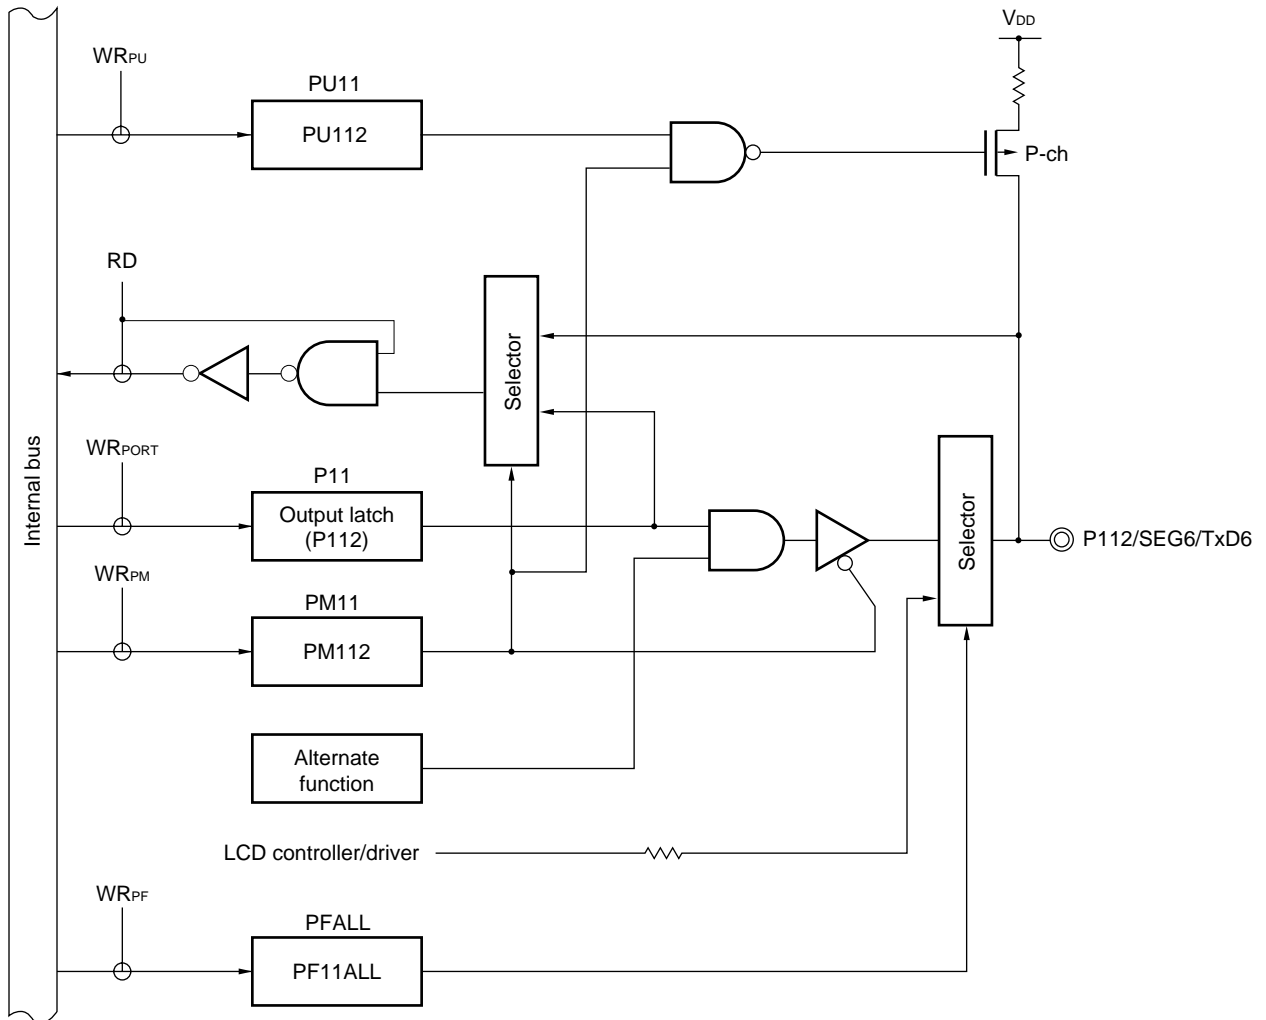 VDD
WRPU
PU11
PU112
P-ch
RD
Selector
Internal bus
WRPORT
P11
Output latch
(P112)
Selector
P112/SEG6/TxD6
WRPM
PM11
PM112
Alternate
function
LCD controller/driver
WRPF
PFALL
PF11ALL